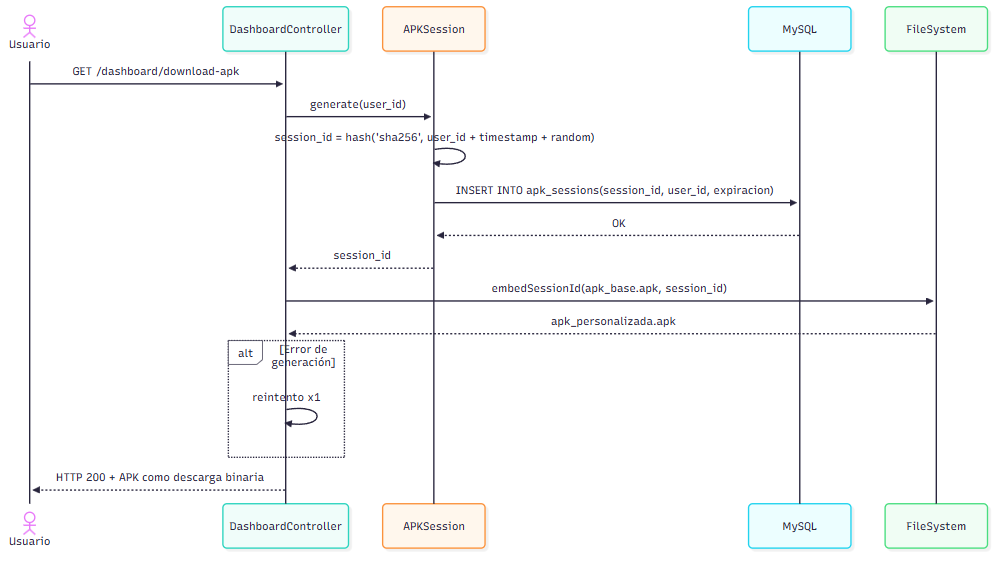 Usuario
DashboardController
APKSession
MySQL
FileSystem
GET /dashboard/download-apk
generate(user_id)
session_id = hash('sha256', user_id + timestamp + random)
INSERT INTO apk_sessions(session_id, user_id, expiracion)
OK
session_id
embedSessionId(apk_base.apk, session_id)
apk_personalizada.apk
alt
[Error de
generación]
reintento x1
HTTP 200 + APK como descarga binaria
Usuario
DashboardController
APKSession
MySQL
FileSystem